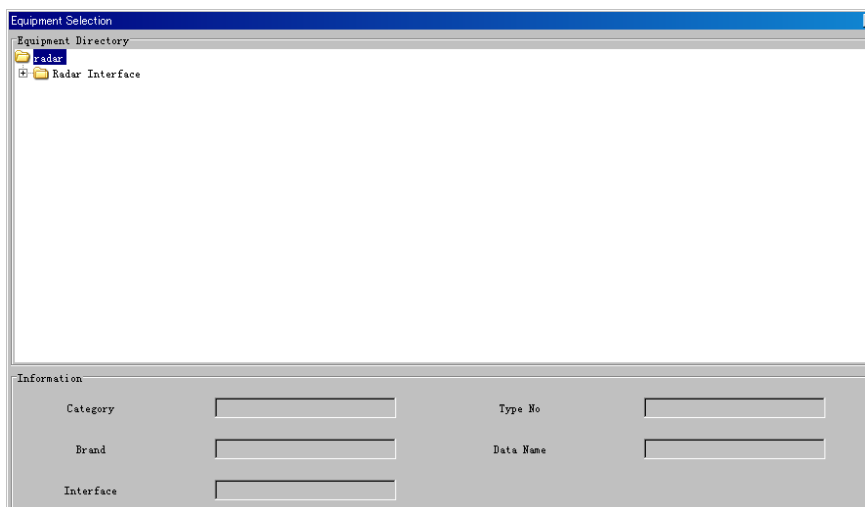 Equipment Selection
Equipment Directory
radar
Radar Interface
Information
Category
Type No
Brand
Data Name
Interface